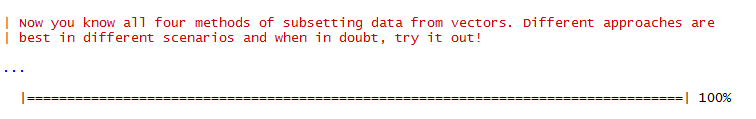 | Now you know all four methods of subsetting data from vectors. Different approaches are
| best in different scenarios and when in doubt, try it out!
...
|===================================================================================| 100%